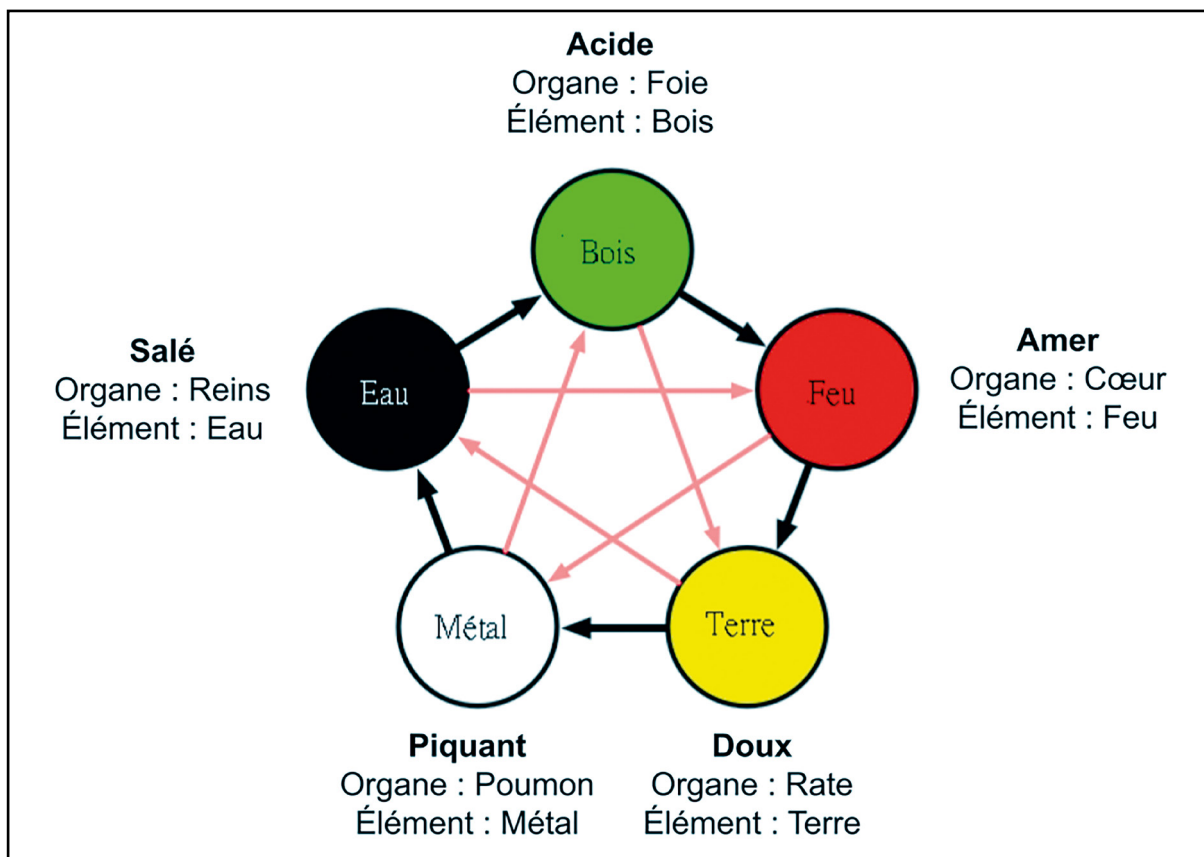 Acide
Organe : Foie
Élément : Bois
Bois
Salé
Organe : Reins
Élément : Eau
Eau
Feu
Amer
Organe : Cœur
Élément : Feu
Métal
Terre
Piquant
Organe : Poumon
Élément : Métal
Doux
Organe : Rate
Élément : Terre